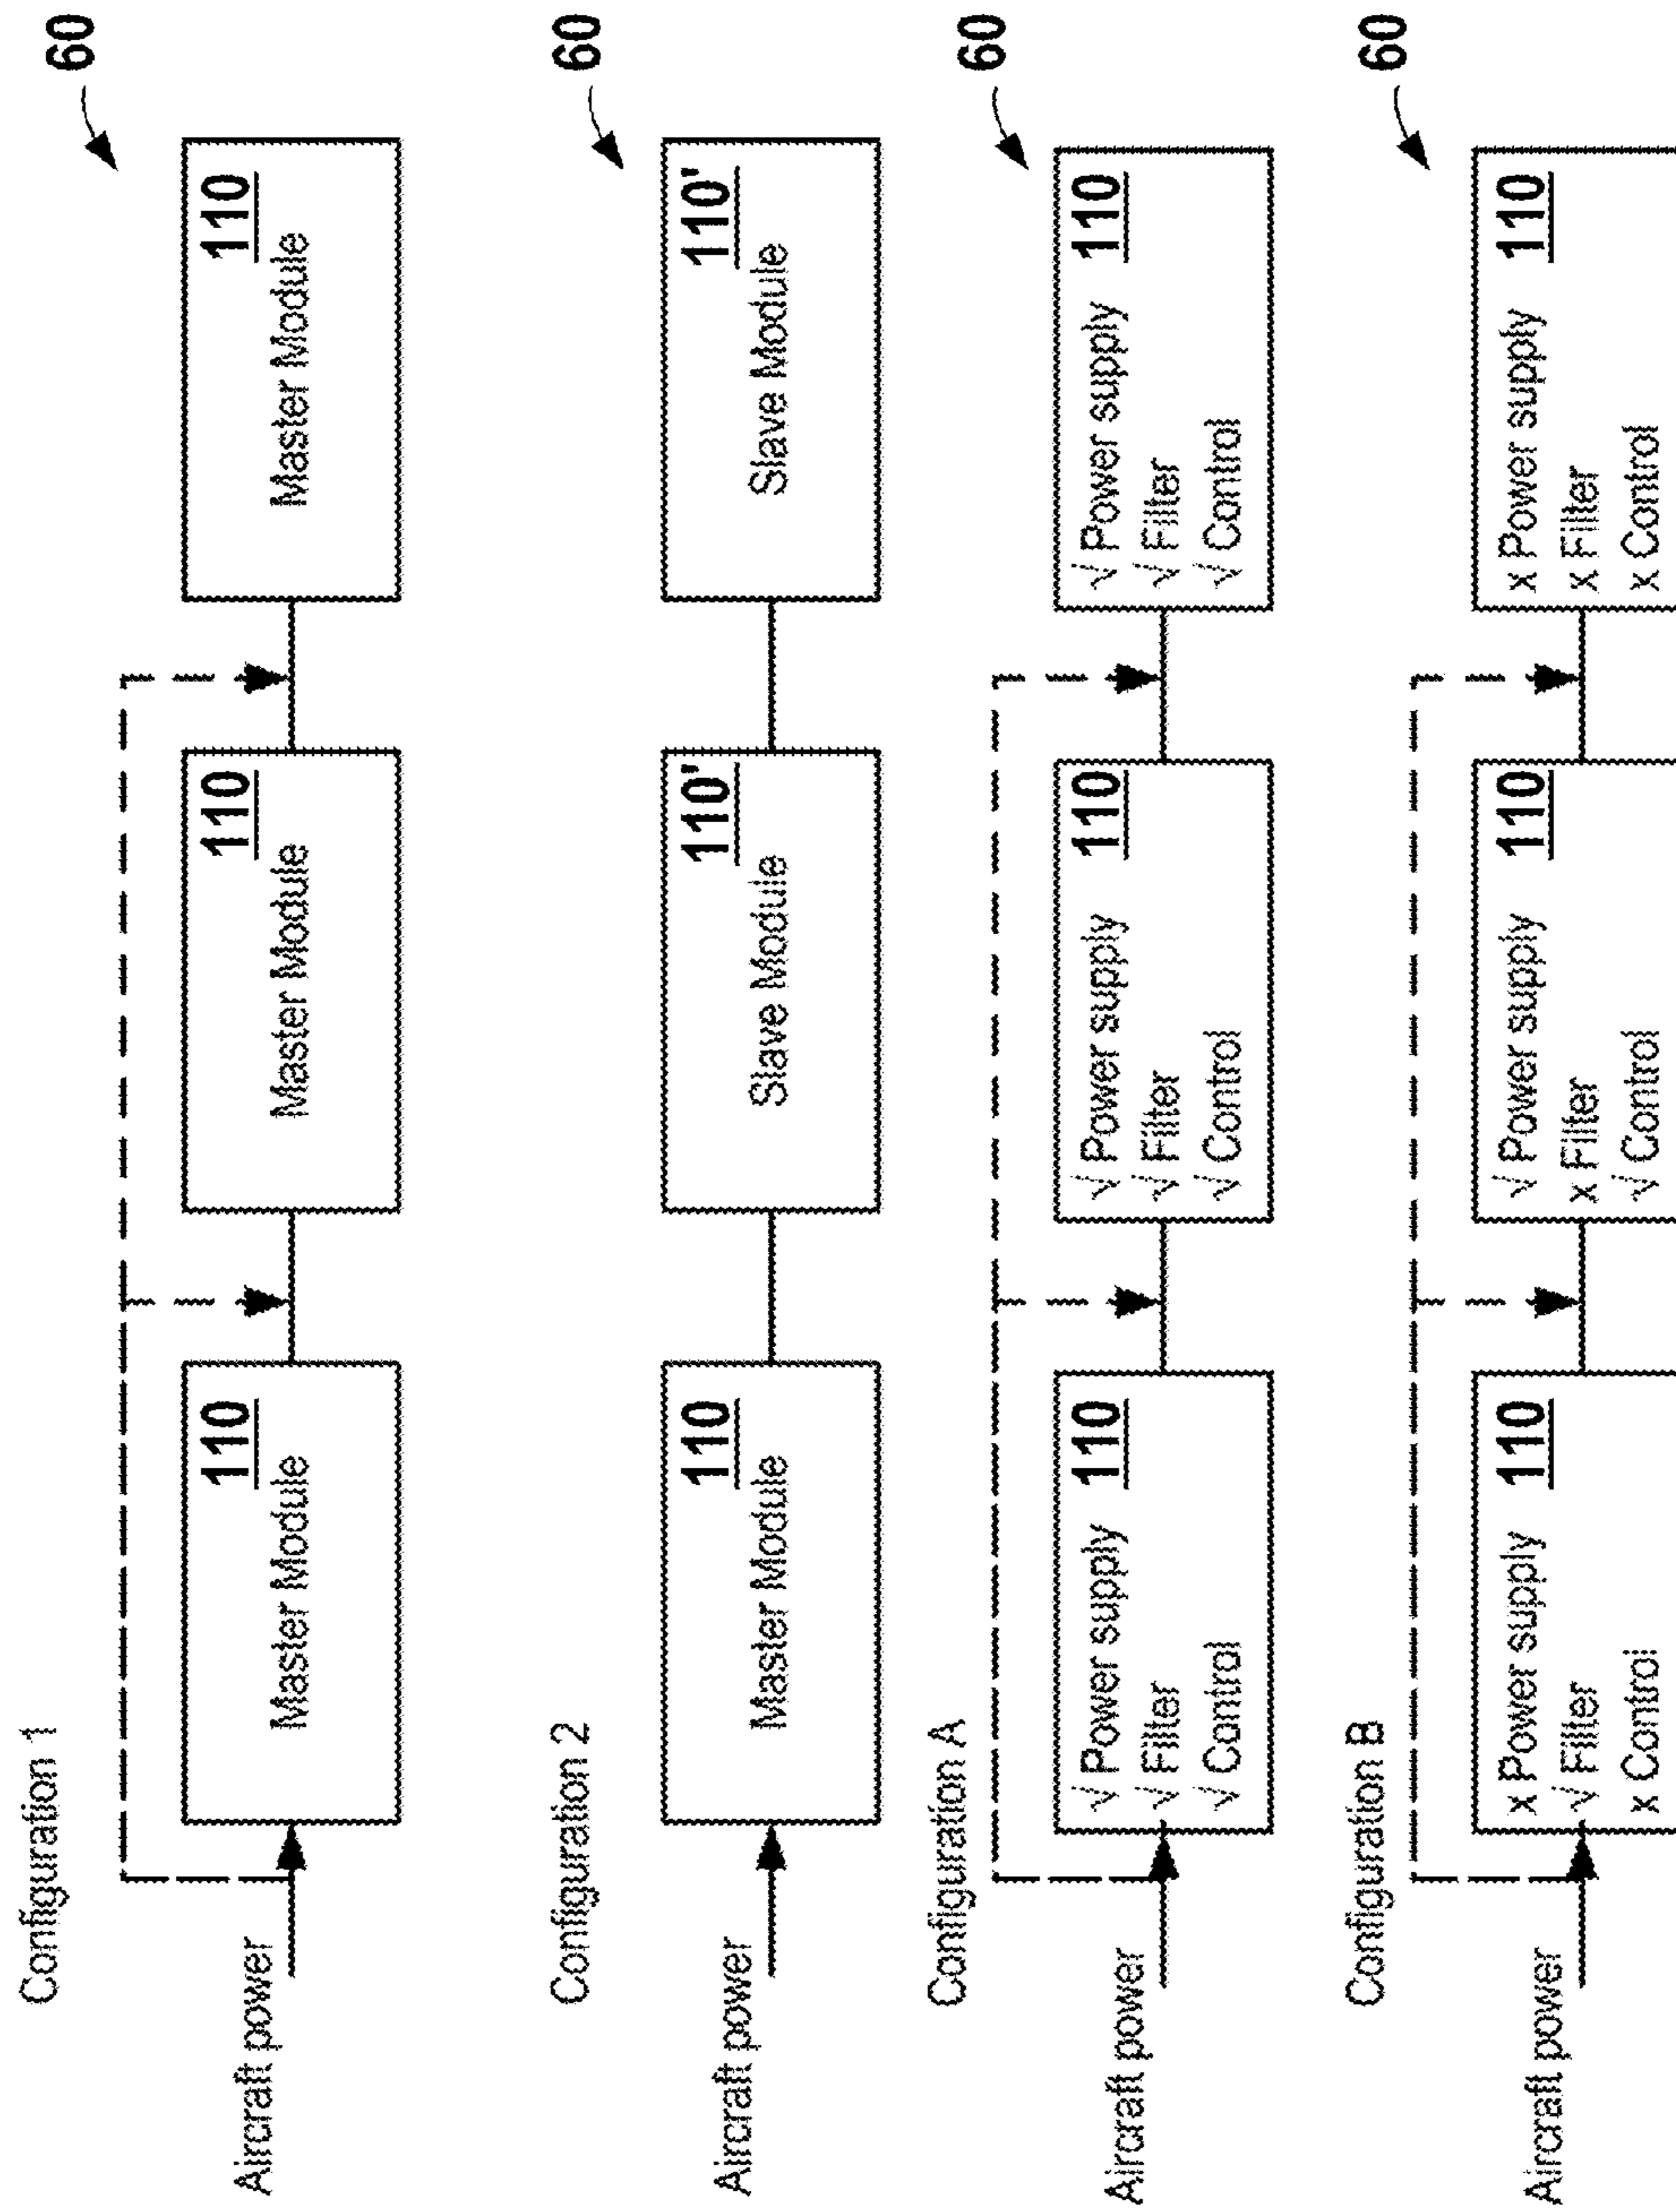 Configuration 1
60
Aircraft power
110
Master Module
110
Master Module
110
Master Module
Configuration 2
60
Aircraft power
110
Master Module
110'
Slave Module
110'
Slave Module
Configuration A
60
Aircraft power
√ Power supply 110
√ Filter
√ Control
√ Power supply 110
√ Filter
√ Control
√ Power supply 110
√ Filter
√ Control
Configuration B
60
Aircraft power
x Power supply 110
√ Filter
x Control
√ Power supply 110
x Filter
√ Control
x Power supply 110
x Filter
x Control